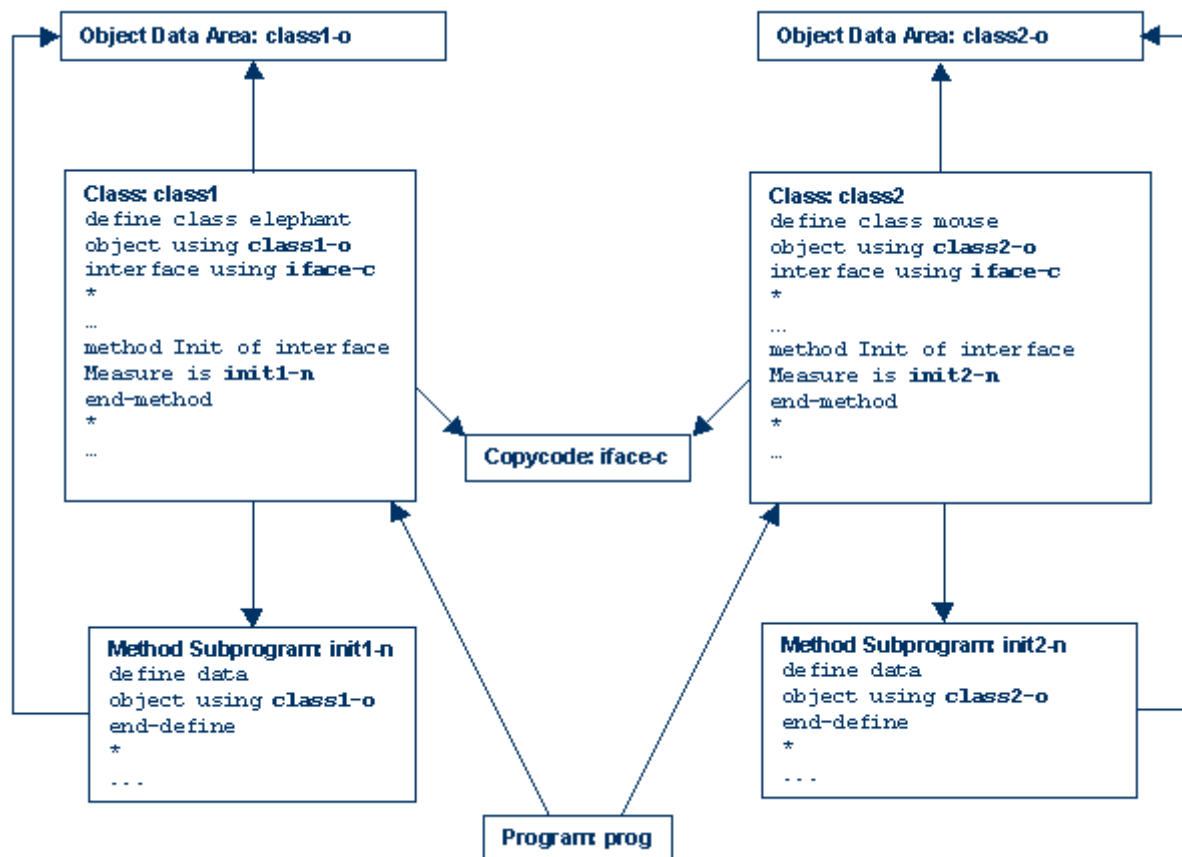 Object Data Area: class1-o
Object Data Area: class2-o
Class: class1
define class elephant
object using class1-o
interface using iface-c
*
…
method Init of interface
Measure is init1-n
end-method
*
…
Class: class2
define class mouse
object using class2-o
interface using iface-c
*
…
method Init of interface
Measure is init2-n
end-method
*
…
Copycode: iface-c
Method Subprogram: init1-n
define data
object using class1-o
end-define
*
...
Method Subprogram: init2-n
define data
object using class2-o
end-define
*
...
Program: prog